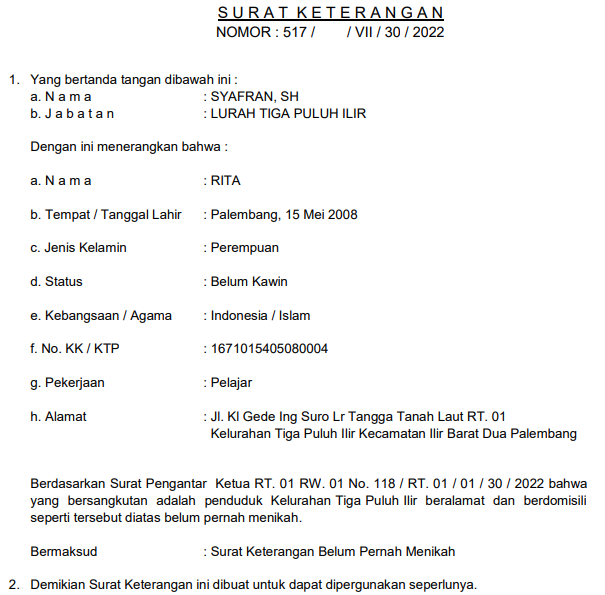 S U R A T  K E T E R A N G A N
NOMOR : 517 /        / VII / 30 / 2022
1. Yang bertanda tangan dibawah ini :
a. N a m a : SYAFRAN, SH
b. J a b a t a n : LURAH TIGA PULUH ILIR
Dengan ini menerangkan bahwa :
a. N a m a : RITA
b. Tempat / Tanggal Lahir : Palembang, 15 Mei 2008
c. Jenis Kelamin : Perempuan
d. Status : Belum Kawin
e. Kebangsaan / Agama : Indonesia / Islam
f. No. KK / KTP : 1671015405080004
g. Pekerjaan : Pelajar
h. Alamat : Jl. KI Gede Ing Suro Lr Tangga Tanah Laut RT. 01
Kelurahan Tiga Puluh Ilir Kecamatan Ilir Barat Dua Palembang
Berdasarkan Surat Pengantar Ketua RT. 01 RW. 01 No. 118 / RT. 01 / 01 / 30 / 2022 bahwa
yang bersangkutan adalah penduduk Kelurahan Tiga Puluh Ilir beralamat dan berdomisili
seperti tersebut diatas belum pernah menikah.
Bermaksud : Surat Keterangan Belum Pernah Menikah
2. Demikian Surat Keterangan ini dibuat untuk dapat dipergunakan seperlunya.